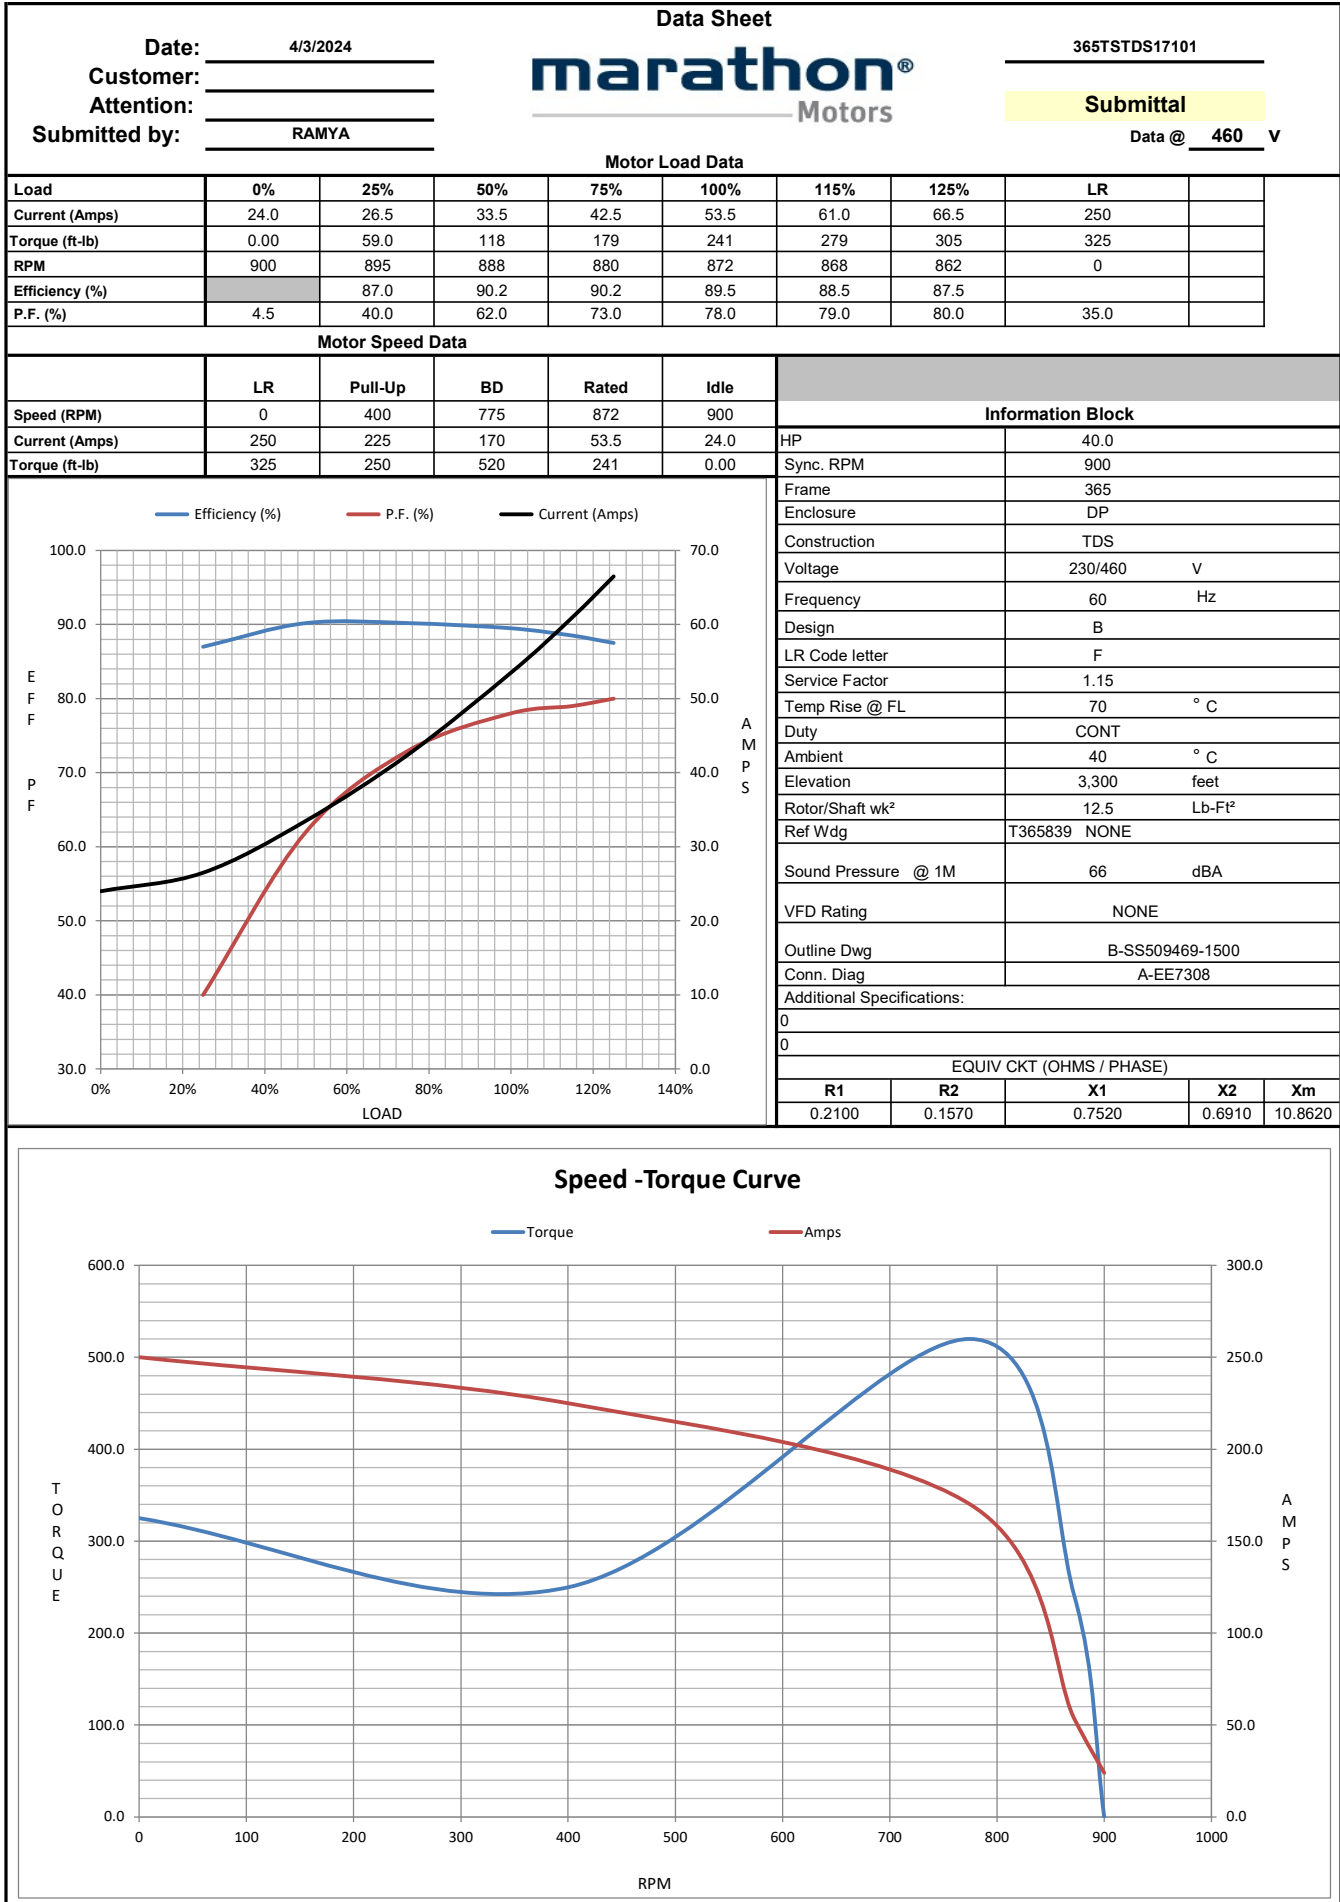 Data Sheet
Date: 4/3/2024
365TSTDS17101
marathon®
Motors
Customer:
Attention:
Submittal
Submitted by: RAMYA
Data @ 460 V
Motor Load Data
Load 0% 25% 50% 75% 100% 115% 125% LR
Current (Amps) 24.0 26.5 33.5 42.5 53.5 61.0 66.5 250
Torque (ft-lb) 0.00 59.0 118 179 241 279 305 325
RPM 900 895 888 880 872 868 862 0
Efficiency (%) 87.0 90.2 90.2 89.5 88.5 87.5
P.F. (%) 4.5 40.0 62.0 73.0 78.0 79.0 80.0 35.0
Motor Speed Data
LR Pull-Up BD Rated Idle
Speed (RPM) 0 400 775 872 900
Current (Amps) 250 225 170 53.5 24.0
Torque (ft-lb) 325 250 520 241 0.00
Information Block
HP 40.0
Sync. RPM 900
Frame 365
Enclosure DP
Construction TDS
Voltage 230/460 V
Frequency 60 Hz
Design B
LR Code letter F
Service Factor 1.15
Temp Rise @ FL 70 ° C
Duty CONT
Ambient 40 ° C
Elevation 3,300 feet
Rotor/Shaft wk² 12.5 Lb-Ft²
Ref Wdg T365839 NONE
Sound Pressure @ 1M 66 dBA
VFD Rating NONE
Outline Dwg B-SS509469-1500
Conn. Diag A-EE7308
Additional Specifications:
0
0
EQUIV CKT (OHMS / PHASE)
R1 R2 X1 X2 Xm
0.2100 0.1570 0.7520 0.6910 10.8620
Efficiency (%) P.F. (%) Current (Amps)
100.0 70.0
90.0 60.0
80.0 50.0
70.0 40.0
60.0 30.0
50.0 20.0
40.0 10.0
30.0 0.0
EFF PF
AMPS
0% 20% 40% 60% 80% 100% 120% 140%
LOAD
Speed -Torque Curve
Torque Amps
600.0 300.0
500.0 250.0
400.0 200.0
300.0 150.0
200.0 100.0
100.0 50.0
0.0 0.0
TORQUE
AMPS
0 100 200 300 400 500 600 700 800 900 1000
RPM